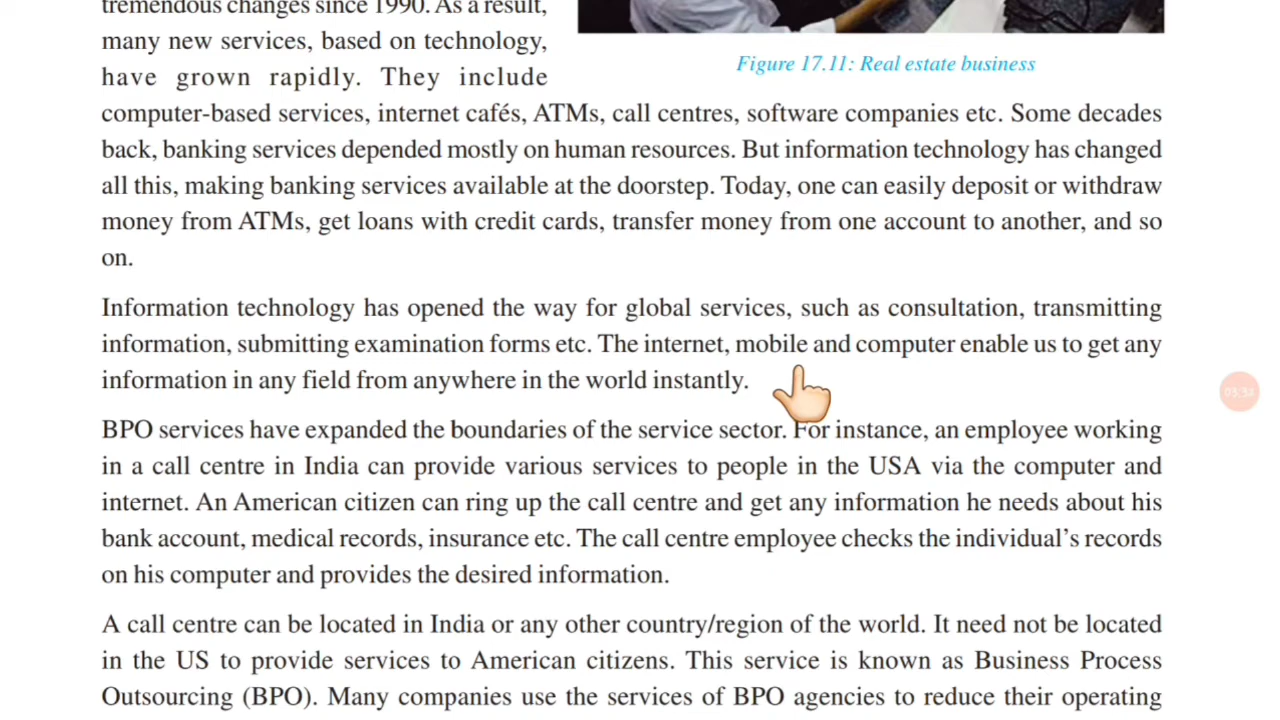 tremendous changes since 1990. As a result,
many new services, based on technology,
have grown rapidly. They include
Figure 17.11: Real estate business
computer-based services, internet cafés, ATMs, call centres, software companies etc. Some decades
back, banking services depended mostly on human resources. But information technology has changed
all this, making banking services available at the doorstep. Today, one can easily deposit or withdraw
money from ATMs, get loans with credit cards, transfer money from one account to another, and so
on.
Information technology has opened the way for global services, such as consultation, transmitting
information, submitting examination forms etc. The internet, mobile and computer enable us to get any
information in any field from anywhere in the world instantly.
BPO services have expanded the boundaries of the service sector. For instance, an employee working
in a call centre in India can provide various services to people in the USA via the computer and
internet. An American citizen can ring up the call centre and get any information he needs about his
bank account, medical records, insurance etc. The call centre employee checks the individual's records
on his computer and provides the desired information.
A call centre can be located in India or any other country/region of the world. It need not be located
in the US to provide services to American citizens. This service is known as Business Process
Outsourcing (BPO). Many companies use the services of BPO agencies to reduce their operating